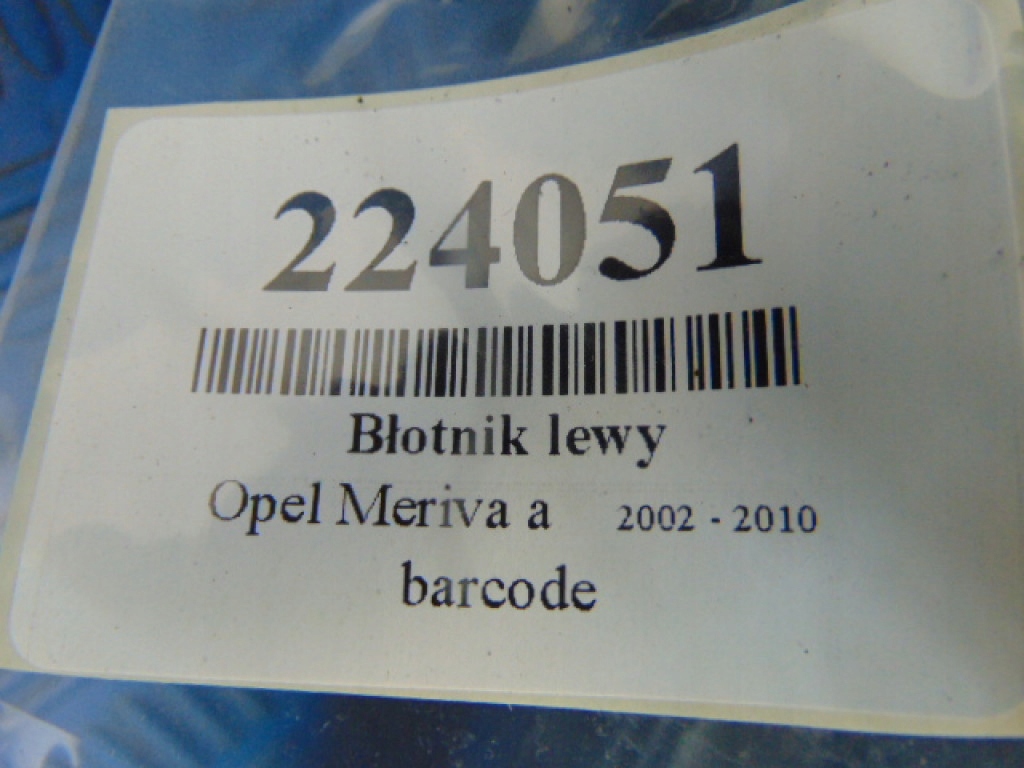 224051
Błotnik lewy
Opel Meriva a 2002 - 2010
barcode